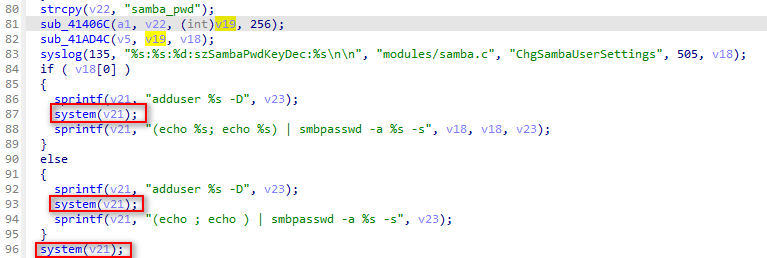 80 strcpy(v22, "samba_pwd");
81 sub_41406C(a1, v22, (int)v19, 256);
82 sub_41AD4C(v5, v19, v18);
83 syslog(135, "%s:%s:%d:szSambaPwdKeyDec:%s\n\n", "modules/samba.c", "ChgSambaUserSettings", 505, v18);
84 if ( v18[0] )
85 {
86 sprintf(v21, "adduser %s -D", v23);
87 system(v21);
88 sprintf(v21, "(echo %s; echo %s) | smbpasswd -a %s -s", v18, v18, v23);
89 }
90 else
91 {
92 sprintf(v21, "adduser %s -D", v23);
93 system(v21);
94 sprintf(v21, "(echo ; echo ) | smbpasswd -a %s -s", v23);
95 }
96 system(v21);